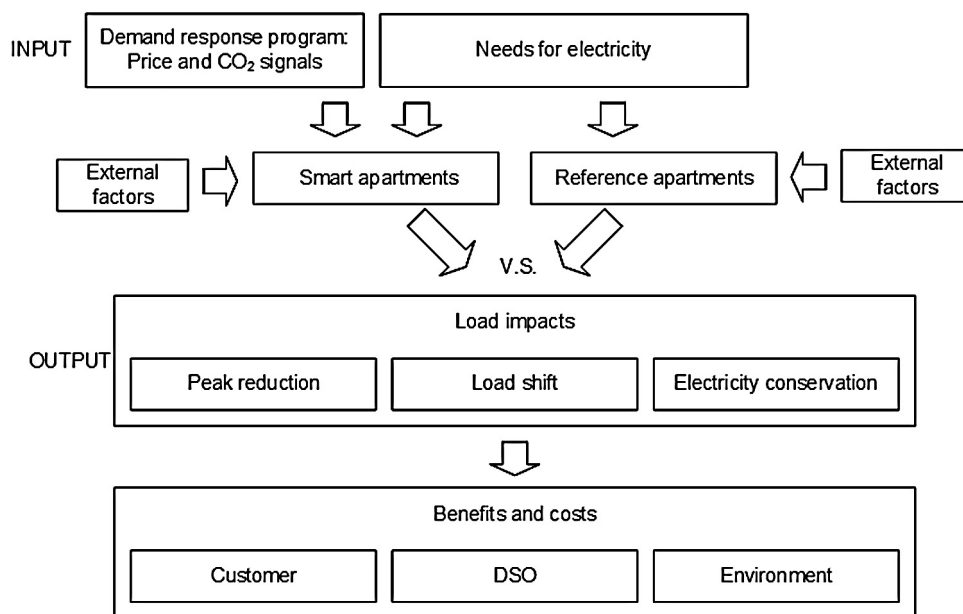 INPUT
Demand response program:
Price and CO₂ signals
Needs for electricity
External
factors
Smart apartments
Reference apartments
External
factors
V.S.
Load impacts
OUTPUT
Peak reduction
Load shift
Electricity conservation
Benefits and costs
Customer
DSO
Environment